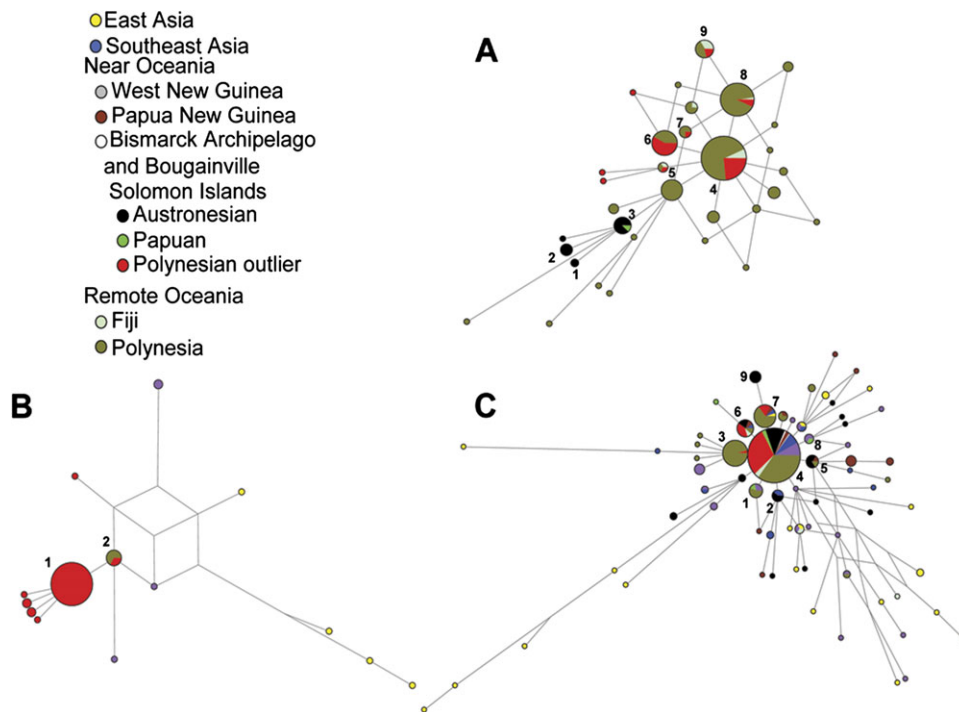 East Asia
Southeast Asia
Near Oceania
West New Guinea
Papua New Guinea
Bismarck Archipelago
and Bougainville
Solomon Islands
Austronesian
Papuan
Polynesian outlier
Remote Oceania
Fiji
Polynesia
A
9
8
7
6
4
5
3
2
1
B
2
1
C
9
7
6
3
8
5
4
1
2